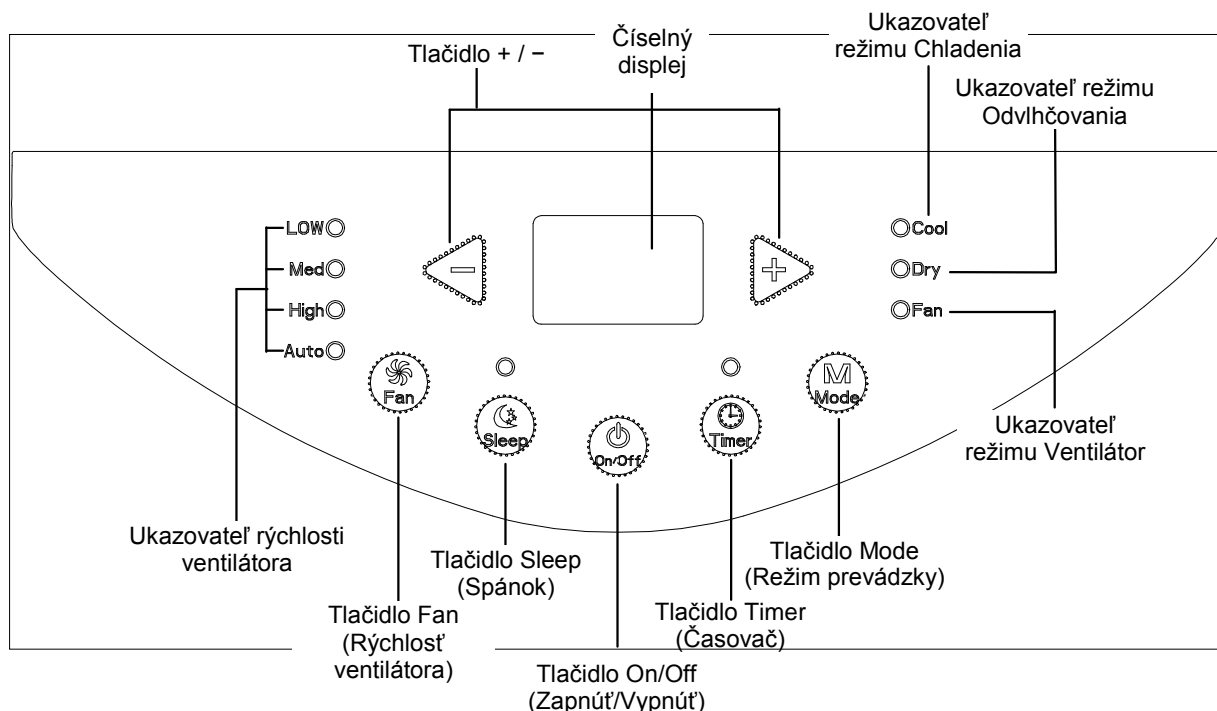 Ukazovateľ
režimu Chladenia
Číselný
displej
Tlačidlo + / −
Ukazovateľ režimu
Odvlhčovania
LOW
Med
High
Auto
−
+
Cool
Dry
Fan
Fan
Sleep
On/Off
Timer
M
Mode
Ukazovateľ
režimu Ventilátor
Ukazovateľ rýchlosti
ventilátora
Tlačidlo Sleep
(Spánok)
Tlačidlo Mode
(Režim prevádzky)
Tlačidlo Fan
(Rýchlosť
ventilátora)
Tlačidlo Timer
(Časovač)
Tlačidlo On/Off
(Zapnúť/Vypnúť)